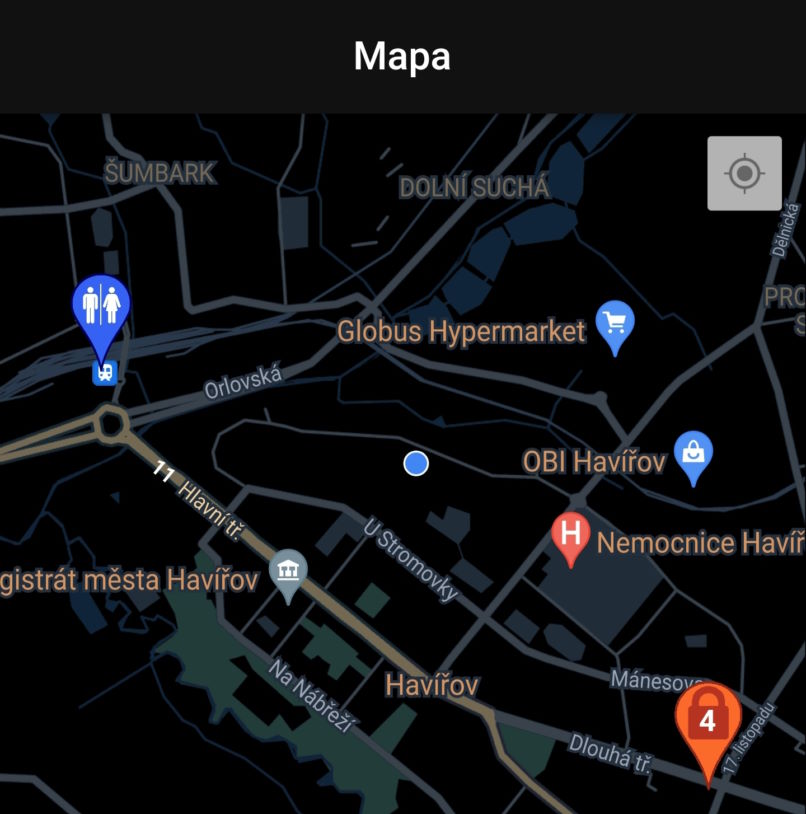 Mapa
ŠUMBARK
DOLNÍ SUCHÁ
Dělnická
PRO
S
Globus Hypermarket
Orlovská
OBI Havířov
11
Hlavní tř.
U Stromovky
H
Nemocnice Havíř
gistrát města Havířov
Na Nábřeží
Havířov
Mánesova
4
17. listopadu
Dlouhá tř.